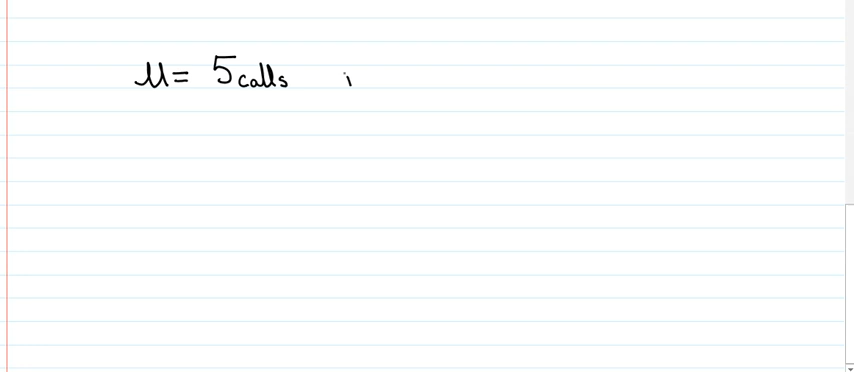 μ = 5 calls i